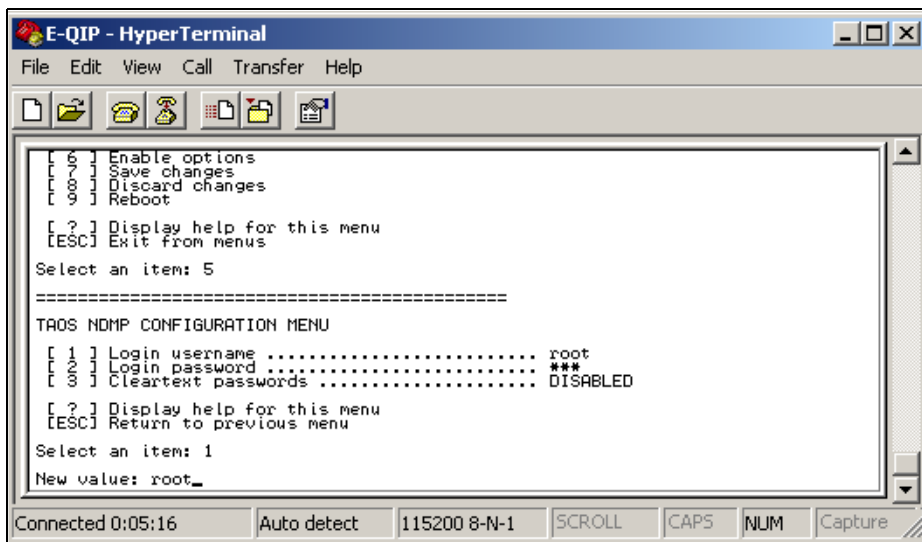 E-QIP - HyperTerminal
File Edit View Call Transfer Help
[ 6 ] Enable options
[ 7 ] Save changes
[ 8 ] Discard changes
[ 9 ] Reboot
[ ? ] Display help for this menu
[ESC] Exit from menus
Select an item: 5
==============================================
TAOS NDMP CONFIGURATION MENU
[ 1 ] Login username .......................... root
[ 2 ] Login password .......................... ***
[ 3 ] Cleartext passwords ..................... DISABLED
[ ? ] Display help for this menu
[ESC] Return to previous menu
Select an item: 1
New value: root_
Connected 0:05:16 Auto detect 115200 8-N-1 SCROLL CAPS NUM Capture